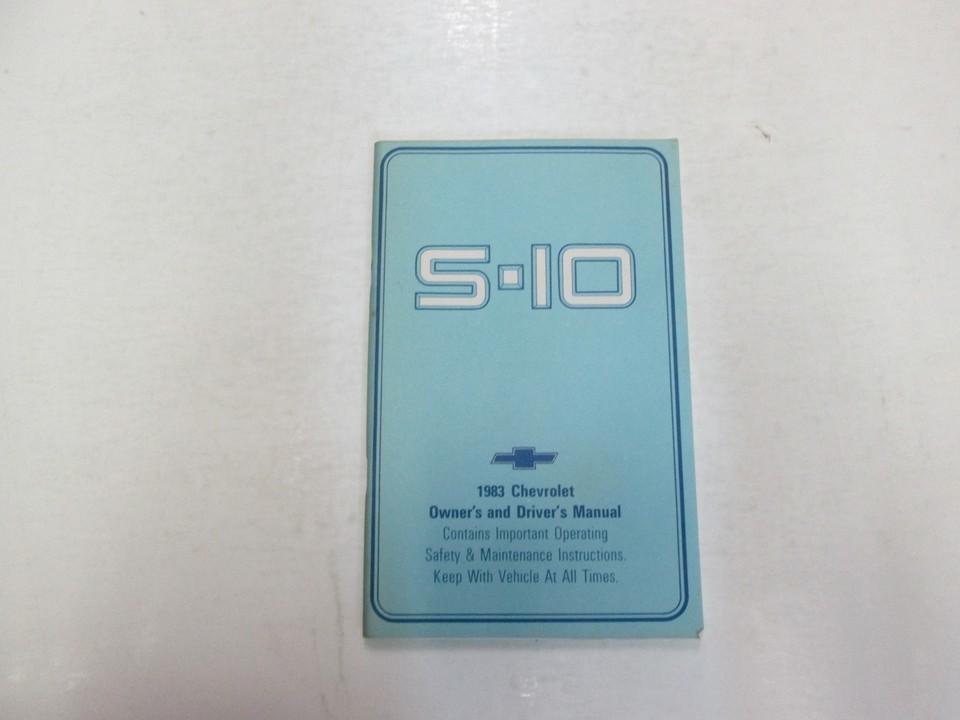 S-10
1983 Chevrolet
Owner's and Driver's Manual
Contains Important Operating
Safety & Maintenance Instructions.
Keep With Vehicle At All Times.